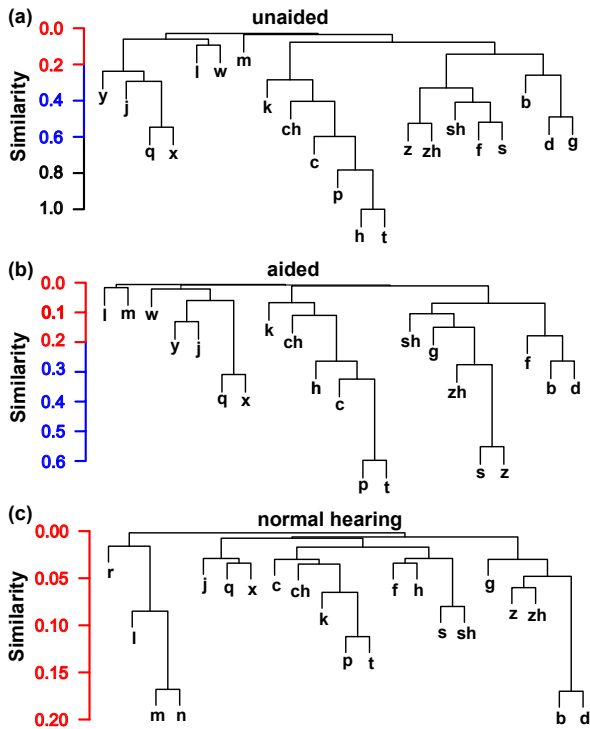 (a) unaided
Similarity
0.0
0.2
0.4
0.6
0.8
1.0
y j q x l w m k ch c p h t z zh sh f s b d g
(b) aided
Similarity
0.0
0.1
0.2
0.3
0.4
0.5
0.6
l m w y j q x k ch h c p t sh g zh s z f b d
(c) normal hearing
Similarity
0.00
0.05
0.10
0.15
0.20
r l m n j q x c ch k p t f h s sh g z zh b d